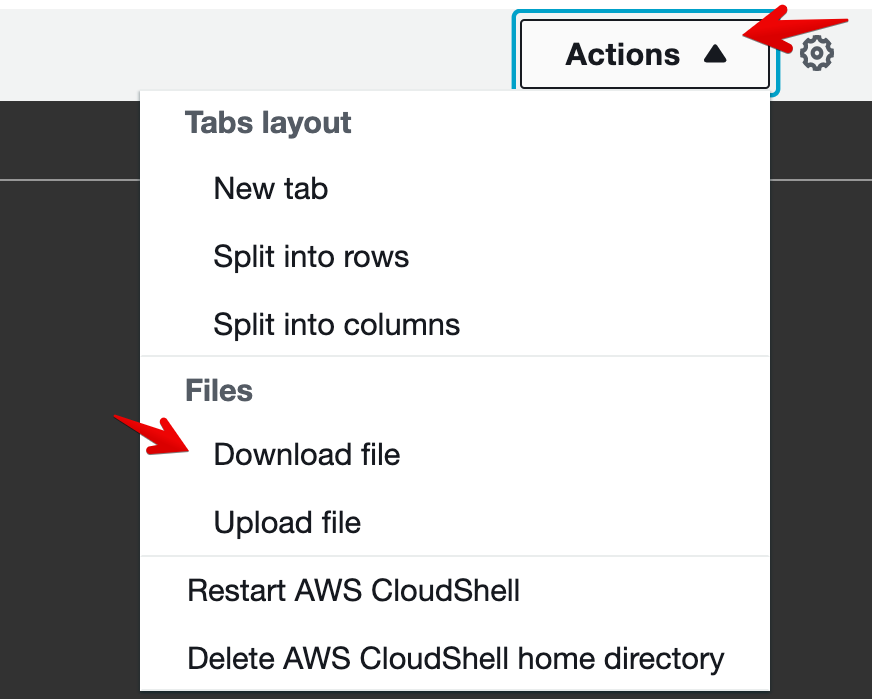 Actions
Tabs layout
New tab
Split into rows
Split into columns
Files
Download file
Upload file
Restart AWS CloudShell
Delete AWS CloudShell home directory